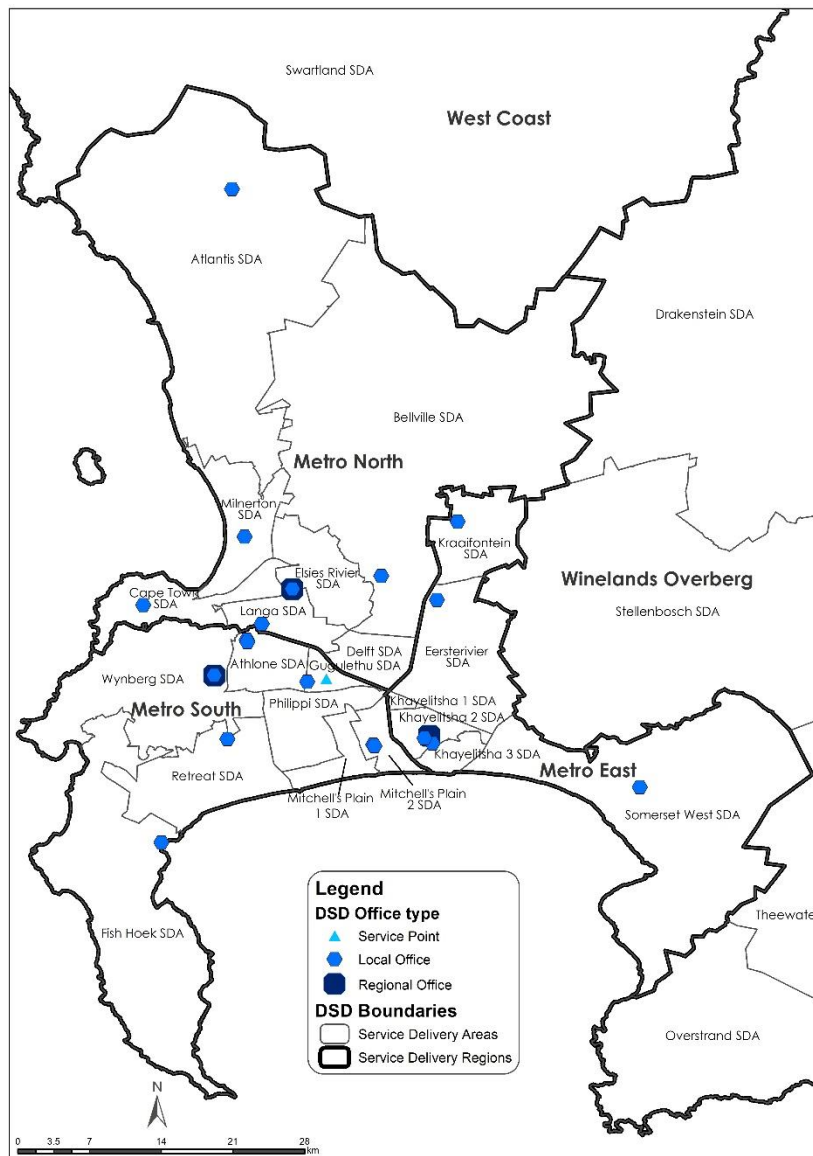 Swartland SDA
West Coast
Atlantis SDA
Drakenstein SDA
Bellville SDA
Metro North
Milnerton
SDA
Kraaifontein
SDA
Elsies Rivier
SDA
Winelands Overberg
Cape Town
SDA
Langa SDA
Stellenbosch SDA
Delft SDA
Eersterivier
SDA
Athlone SDA
Gugulethu SDA
Wynberg SDA
Philippi SDA
Khayelitsha 1 SDA
Metro South
Khayelitsha 2 SDA
Khayelitsha 3 SDA
Retreat SDA
Metro East
Mitchell's Plain
1 SDA
Mitchell's Plain
2 SDA
Somerset West SDA
Theewater
Fish Hoek SDA
Overstrand SDA
Legend
DSD Office type
Service Point
Local Office
Regional Office
DSD Boundaries
Service Delivery Areas
Service Delivery Regions
N
0 3.5 7 14 21 28
km